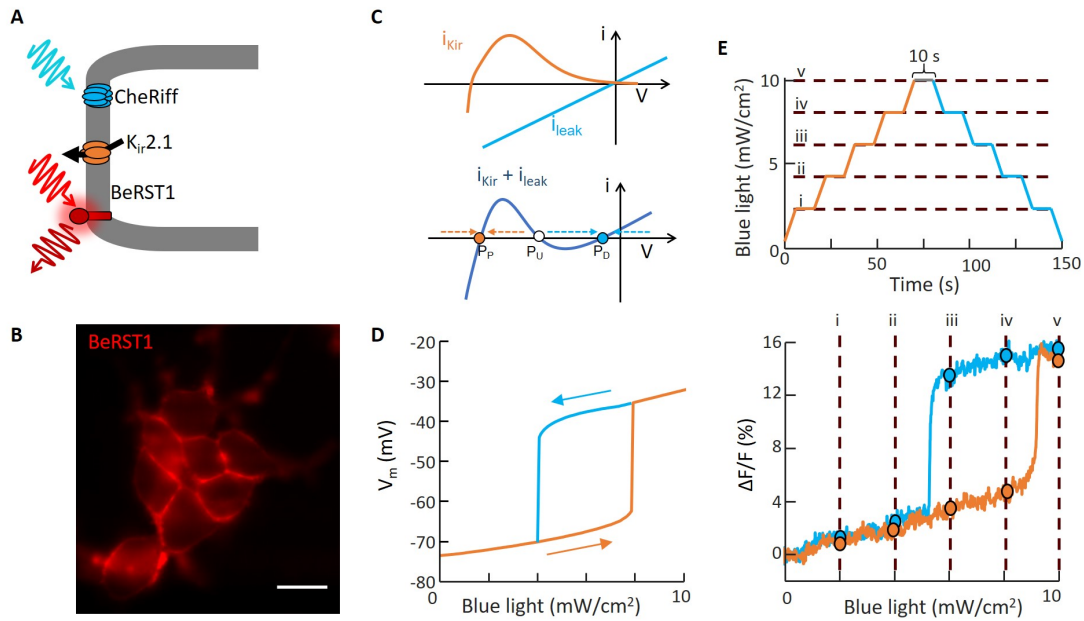 A
CheRiff
Kir2.1
BeRST1
B
BeRST1
C
iKir
i
V
ileak
iKir + ileak
i
PP
PU
PD
V
D
-20
-30
-40
-50
-60
-70
-80
Vm (mV)
0
10
Blue light (mW/cm2)
E
10 s
v
iv
iii
ii
i
10
5
0
Blue light (mW/cm2)
0
50
100
150
Time (s)
i
ii
iii
iv
v
16
12
8
4
0
ΔF/F (%)
0
10
Blue light (mW/cm2)